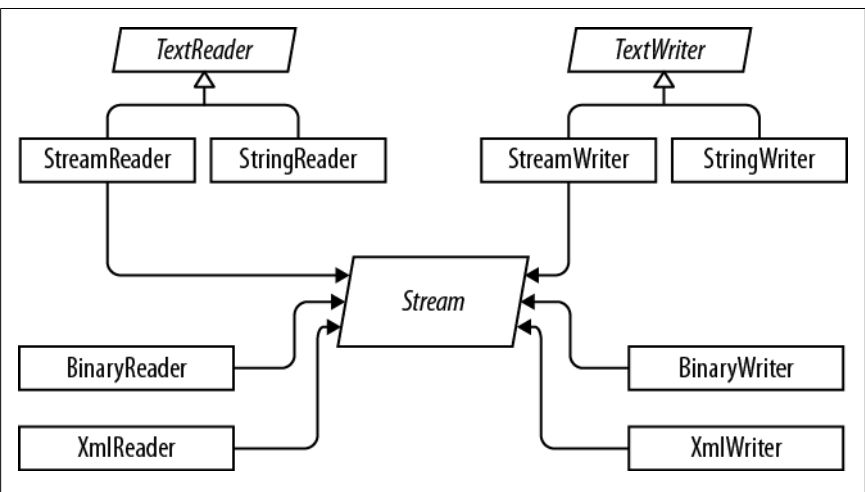 TextReader
TextWriter
StreamReader
StringReader
StreamWriter
StringWriter
Stream
BinaryReader
BinaryWriter
XmlReader
XmlWriter